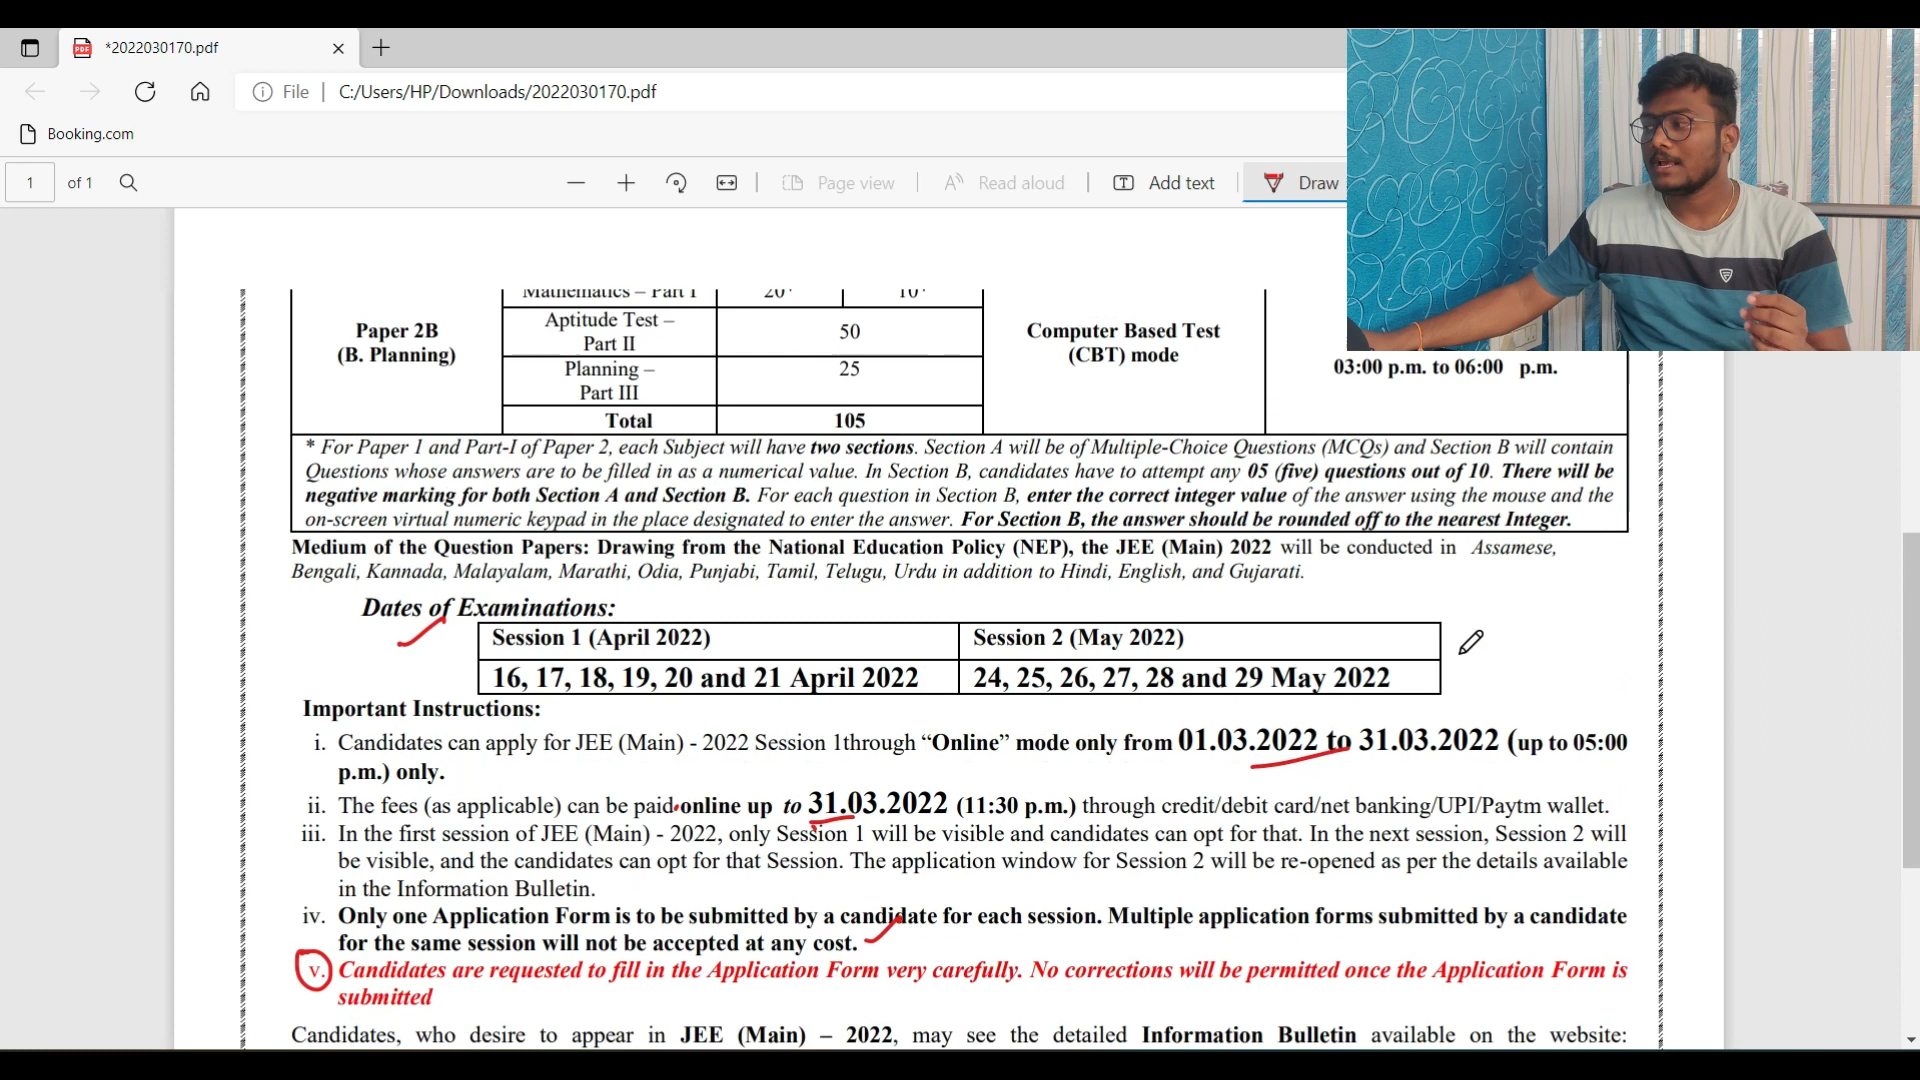 *2022030170.pdf
File | C:/Users/HP/Downloads/2022030170.pdf
Booking.com
1 of 1 Page view Read aloud Add text Draw
Mathematics – Part I 20* 10*
Paper 2B
(B. Planning)
Aptitude Test –
Part II
50
Planning –
Part III
25
Total 105
Computer Based Test
(CBT) mode
03:00 p.m. to 06:00 p.m.
* For Paper 1 and Part-I of Paper 2, each Subject will have two sections. Section A will be of Multiple-Choice Questions (MCQs) and Section B will contain
Questions whose answers are to be filled in as a numerical value. In Section B, candidates have to attempt any 05 (five) questions out of 10. There will be
negative marking for both Section A and Section B. For each question in Section B, enter the correct integer value of the answer using the mouse and the
on-screen virtual numeric keypad in the place designated to enter the answer. For Section B, the answer should be rounded off to the nearest Integer.
Medium of the Question Papers: Drawing from the National Education Policy (NEP), the JEE (Main) 2022 will be conducted in Assamese,
Bengali, Kannada, Malayalam, Marathi, Odia, Punjabi, Tamil, Telugu, Urdu in addition to Hindi, English, and Gujarati.
Dates of Examinations:
Session 1 (April 2022) Session 2 (May 2022)
16, 17, 18, 19, 20 and 21 April 2022 24, 25, 26, 27, 28 and 29 May 2022
Important Instructions:
i. Candidates can apply for JEE (Main) - 2022 Session 1through “Online” mode only from 01.03.2022 to 31.03.2022 (up to 05:00
p.m.) only.
ii. The fees (as applicable) can be paid online up to 31.03.2022 (11:30 p.m.) through credit/debit card/net banking/UPI/Paytm wallet.
iii. In the first session of JEE (Main) - 2022, only Session 1 will be visible and candidates can opt for that. In the next session, Session 2 will
be visible, and the candidates can opt for that Session. The application window for Session 2 will be re-opened as per the details available
in the Information Bulletin.
iv. Only one Application Form is to be submitted by a candidate for each session. Multiple application forms submitted by a candidate
for the same session will not be accepted at any cost.
v. Candidates are requested to fill in the Application Form very carefully. No corrections will be permitted once the Application Form is
submitted
Candidates, who desire to appear in JEE (Main) – 2022, may see the detailed Information Bulletin available on the website: